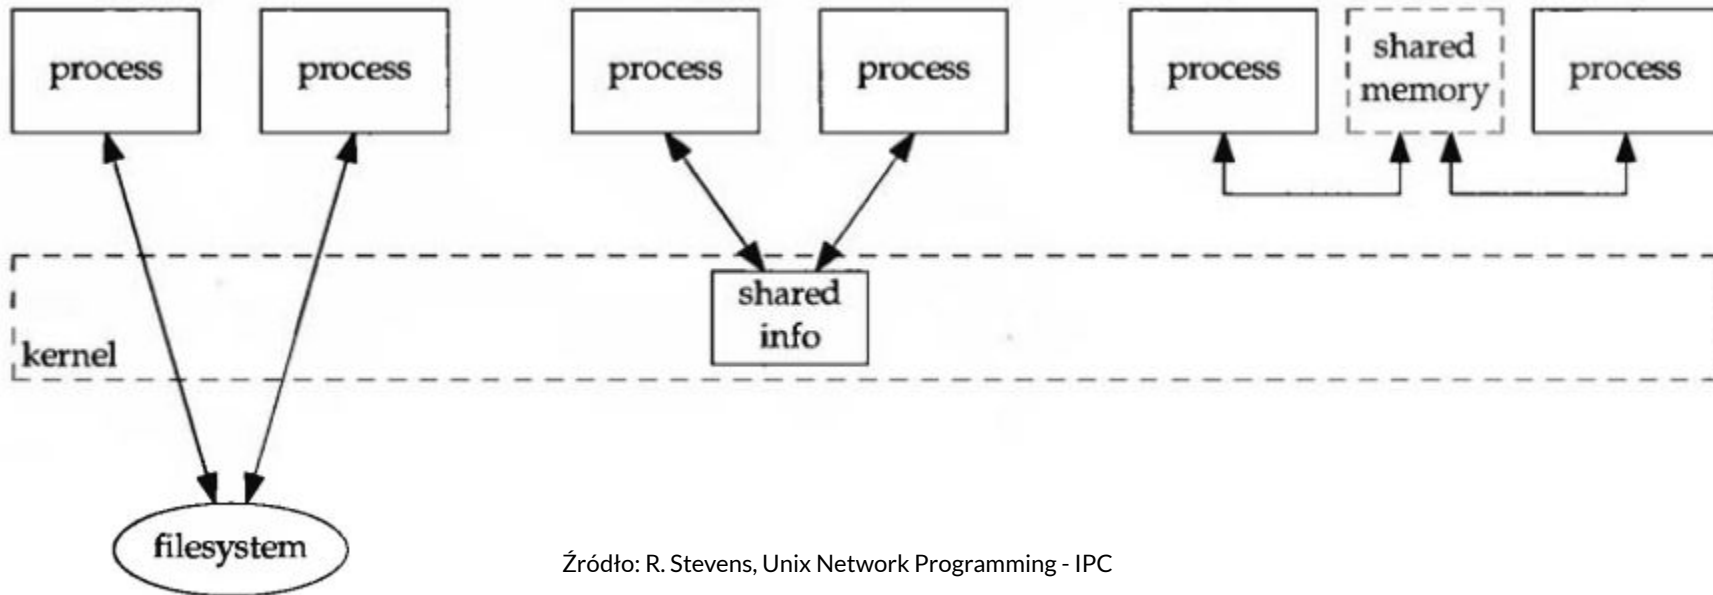 process
process
process
process
process
shared
memory
process
shared
info
kernel
filesystem
Źródło: R. Stevens, Unix Network Programming - IPC